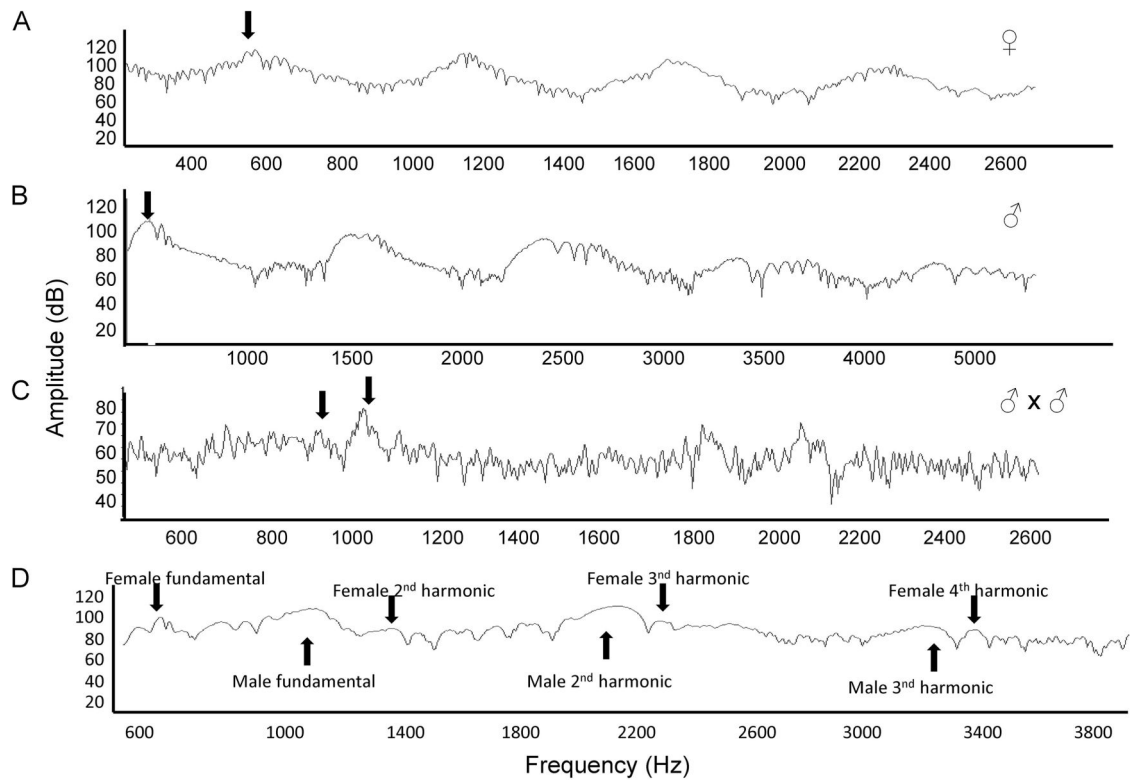 A
♀
120
100
80
60
40
20
400 600 800 1000 1200 1400 1600 1800 2000 2200 2400 2600
B
♂
120
100
80
60
40
20
1000 1500 2000 2500 3000 3500 4000 5000
Amplitude (dB)
C
♂ x ♂
80
70
60
50
40
600 800 1000 1200 1400 1600 1800 2000 2200 2400 2600
D
Female fundamental
Female 2nd harmonic
Female 3nd harmonic
Female 4th harmonic
120
100
80
60
40
20
Male fundamental
Male 2nd harmonic
Male 3nd harmonic
600 1000 1400 1800 2200 2600 3000 3400 3800
Frequency (Hz)